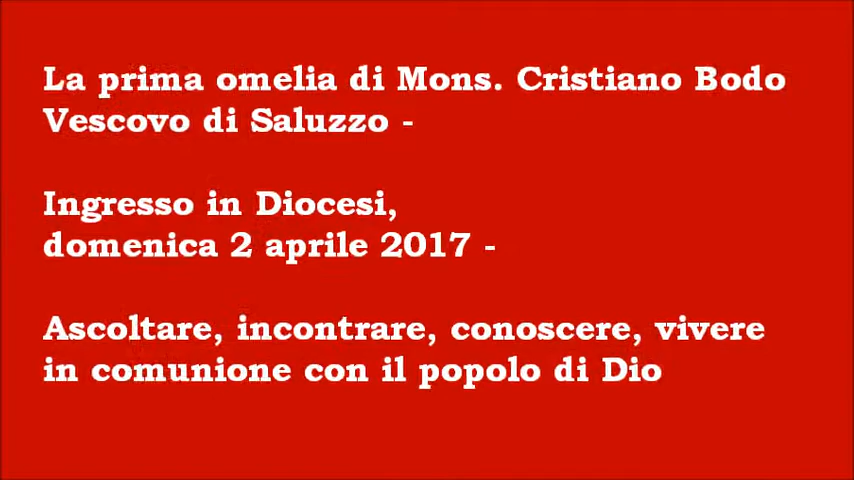 La prima omelia di Mons. Cristiano Bodo
Vescovo di Saluzzo -
Ingresso in Diocesi,
domenica 2 aprile 2017 -
Ascoltare, incontrare, conoscere, vivere
in comunione con il popolo di Dio